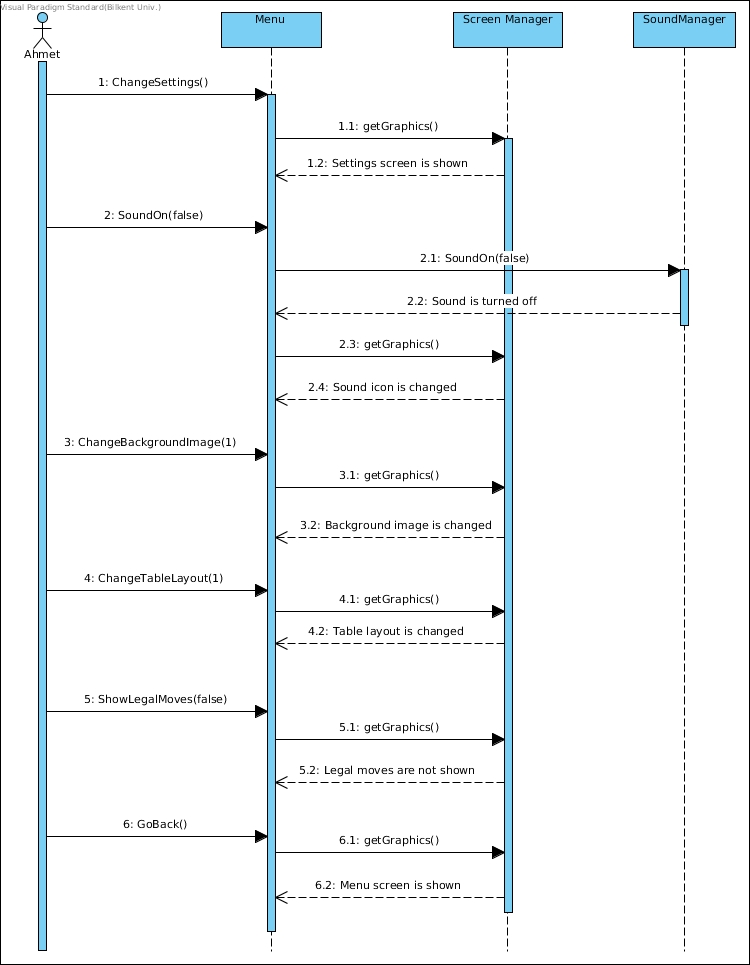 Visual Paradigm Standard(Bilkent Univ.)
Menu
Screen Manager
SoundManager
Ahmet
1: ChangeSettings()
1.1: getGraphics()
1.2: Settings screen is shown
2: SoundOn(false)
2.1: SoundOn(false)
2.2: Sound is turned off
2.3: getGraphics()
2.4: Sound icon is changed
3: ChangeBackgroundImage(1)
3.1: getGraphics()
3.2: Background image is changed
4: ChangeTableLayout(1)
4.1: getGraphics()
4.2: Table layout is changed
5: ShowLegalMoves(false)
5.1: getGraphics()
5.2: Legal moves are not shown
6: GoBack()
6.1: getGraphics()
6.2: Menu screen is shown